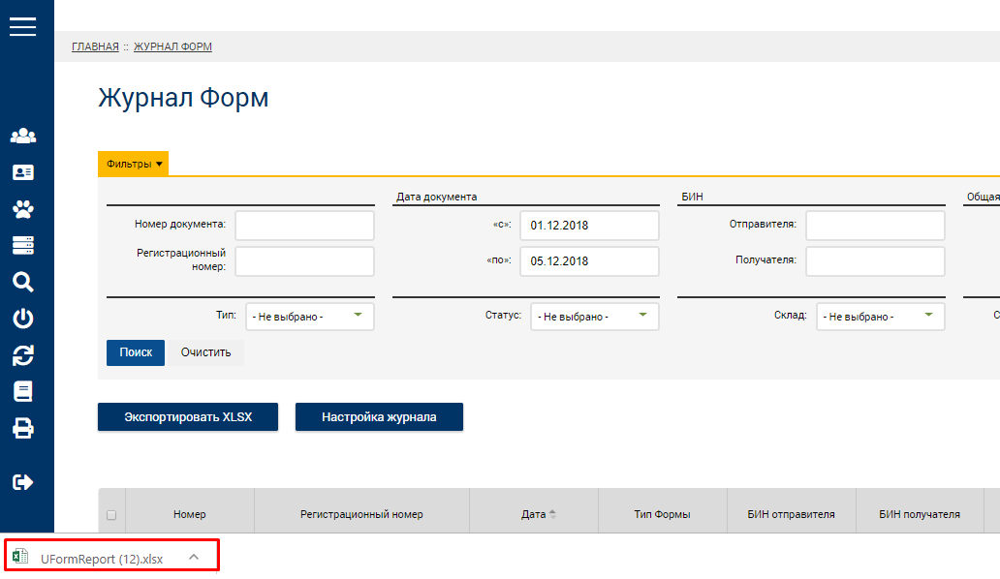 ГЛАВНАЯ :: ЖУРНАЛ ФОРМ
Журнал Форм
Фильтры
Дата документа
БИН
Общая
Номер документа:
«с»: 01.12.2018
Отправителя:
Регистрационный
номер:
«по»: 05.12.2018
Получателя:
Тип: - Не выбрано -
Статус: - Не выбрано -
Склад: - Не выбрано -
С
Поиск Очистить
Экспортировать XLSX Настройка журнала
Номер Регистрационный номер Дата Тип Формы БИН отправителя БИН получателя
UFormReport (12).xlsx